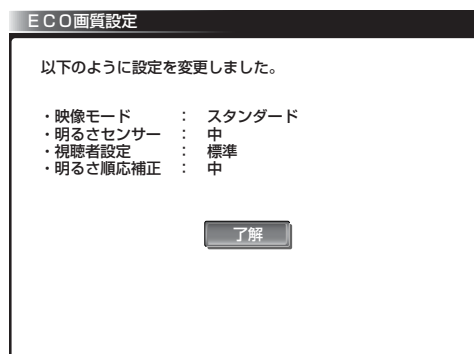 ＥＣＯ画質設定
以下のように設定を変更しました。
・映像モード ： スタンダード
・明るさセンサー ： 中
・視聴者設定 ： 標準
・明るさ順応補正 ： 中
了解